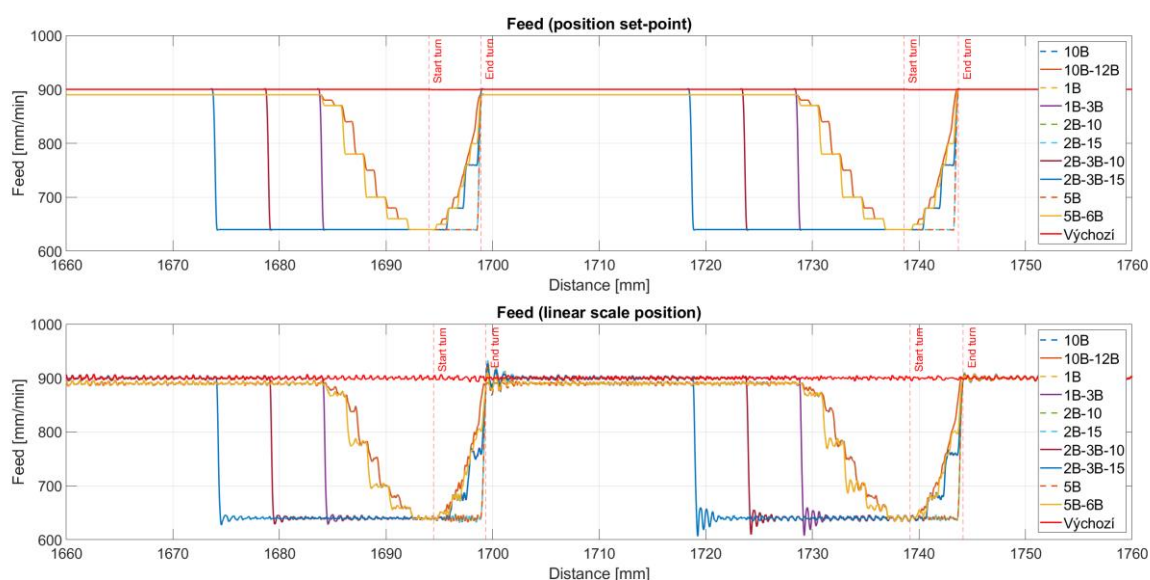 Feed (position set-point)
1000
900
800
700
600
Feed [mm/min]
Start turn
End turn
Start turn
End turn
10B
10B-12B
1B
1B-3B
2B-10
2B-15
2B-3B-10
2B-3B-15
5B
5B-6B
Výchozí
1660 1670 1680 1690 1700 1710 1720 1730 1740 1750 1760
Distance [mm]
Feed (linear scale position)
1000
900
800
700
600
Feed [mm/min]
Start turn
End turn
Start turn
End turn
10B
10B-12B
1B
1B-3B
2B-10
2B-15
2B-3B-10
2B-3B-15
5B
5B-6B
Výchozí
1660 1670 1680 1690 1700 1710 1720 1730 1740 1750 1760
Distance [mm]